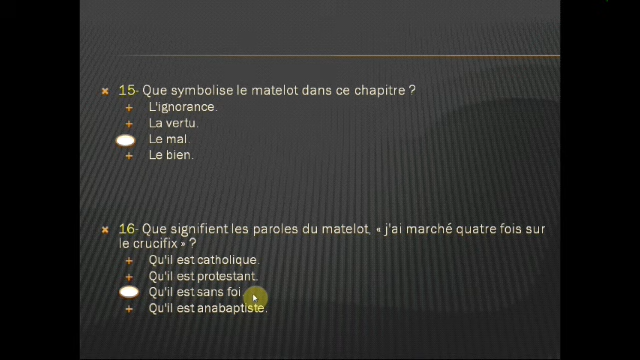 15- Que symbolise le matelot dans ce chapitre ?
L'ignorance.
La vertu.
Le mal.
Le bien.
16- Que signifient les paroles du matelot, « j'ai marché quatre fois sur
le crucifix » ?
Qu'il est catholique.
Qu'il est protestant.
Qu'il est sans foi.
Qu'il est anabaptiste.